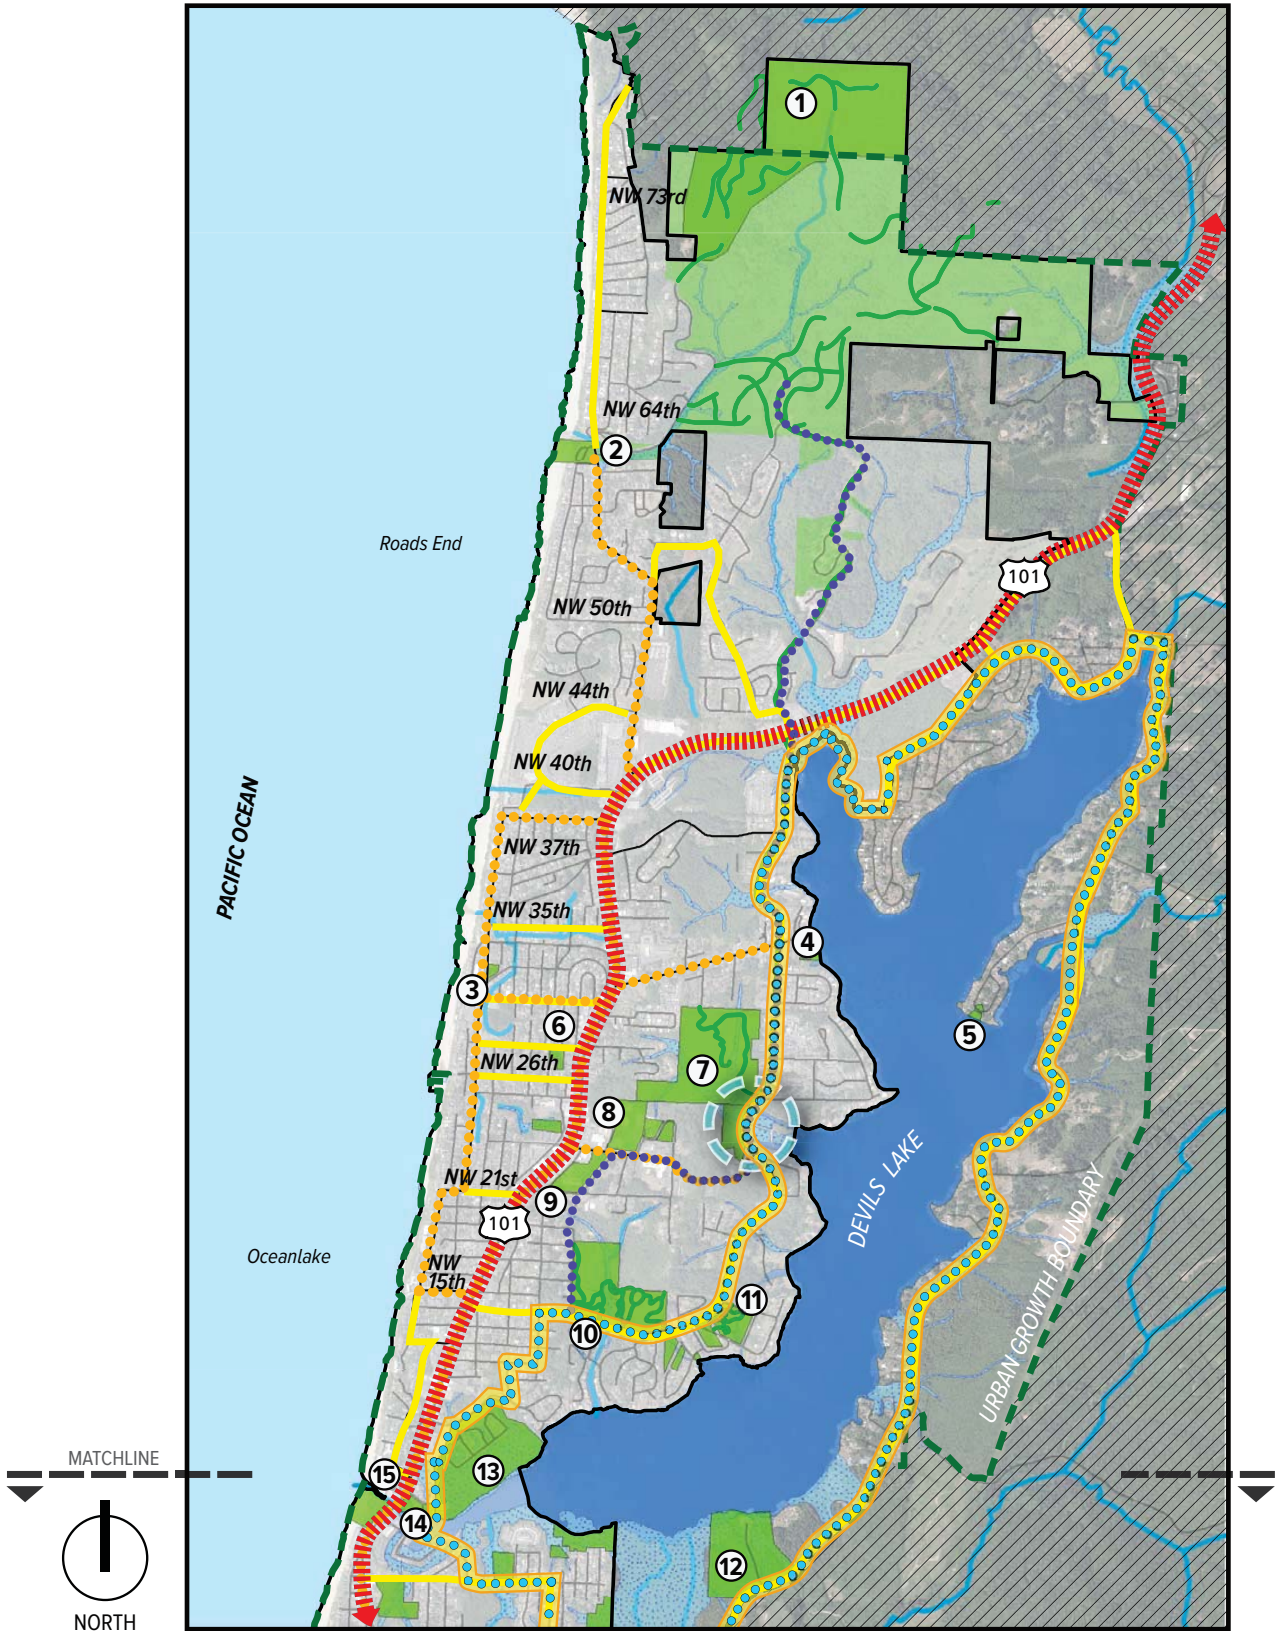 1
NW 73rd
NW 64th
2
Roads End
101
NW 50th
NW 44th
NW 40th
PACIFIC OCEAN
NW 37th
NW 35th
4
3
6
5
NW 26th
7
8
DEVILS LAKE
NW 21st
9
101
URBAN GROWTH BOUNDARY
Oceanlake
NW
15th
11
10
MATCHLINE
15
13
14
12
NORTH